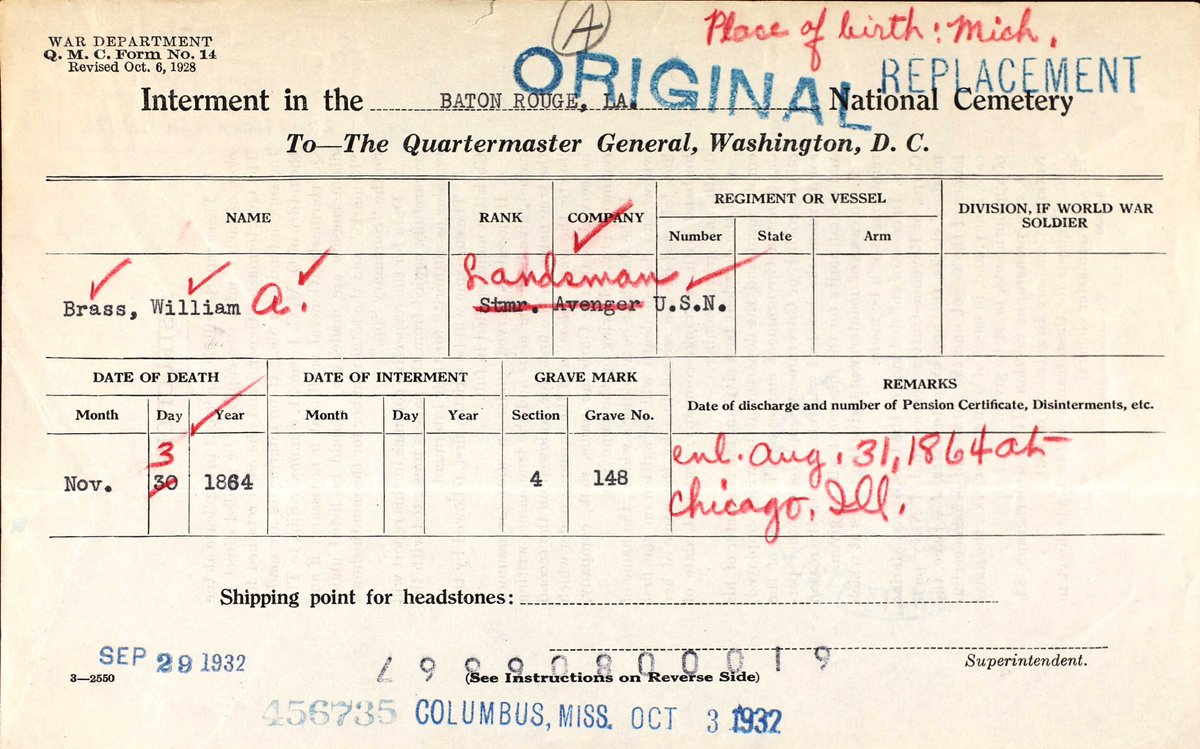 A
Place of birth: Mich.
WAR DEPARTMENT
Q. M. C. Form No. 14
Revised Oct. 6, 1928
ORIGINAL
REPLACEMENT
Interment in the BATON ROUGE, LA. National Cemetery
To—The Quartermaster General, Washington, D. C.
NAME
RANK
COMPANY
REGIMENT OR VESSEL
Number
State
Arm
DIVISION, IF WORLD WAR
SOLDIER
Landsman
Brass, William A. Stmr. Avenger U.S.N.
DATE OF DEATH
Month
Day
Year
DATE OF INTERMENT
Month
Day
Year
GRAVE MARK
Section
Grave No.
REMARKS
Date of discharge and number of Pension Certificate, Disinterments, etc.
3
Nov. 30 1864
4
148
enl. Aug. 31, 1864 at
Chicago, Ill.
Shipping point for headstones:
SEP 29 1932
Superintendent.
3—2550
(See Instructions on Reverse Side)
456735 COLUMBUS, MISS. OCT 3 1932